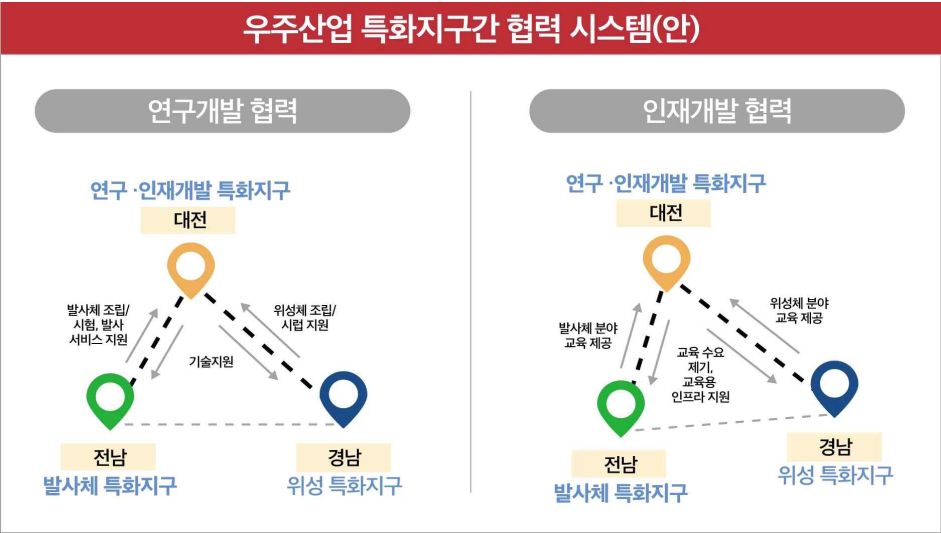 우주산업 특화지구간 협력 시스템(안)
연구개발 협력
연구·인재개발 특화지구
대전
발사체 조립/
시험, 발사
서비스 지원
위성체 조립/
시럽 지원
기술지원
전남
발사체 특화지구
경남
위성 특화지구
인재개발 협력
연구·인재개발 특화지구
대전
발사체 분야
교육 제공
위성체 분야
교육 제공
교육 수요
제기,
교육용
인프라 지원
전남
발사체 특화지구
경남
위성 특화지구